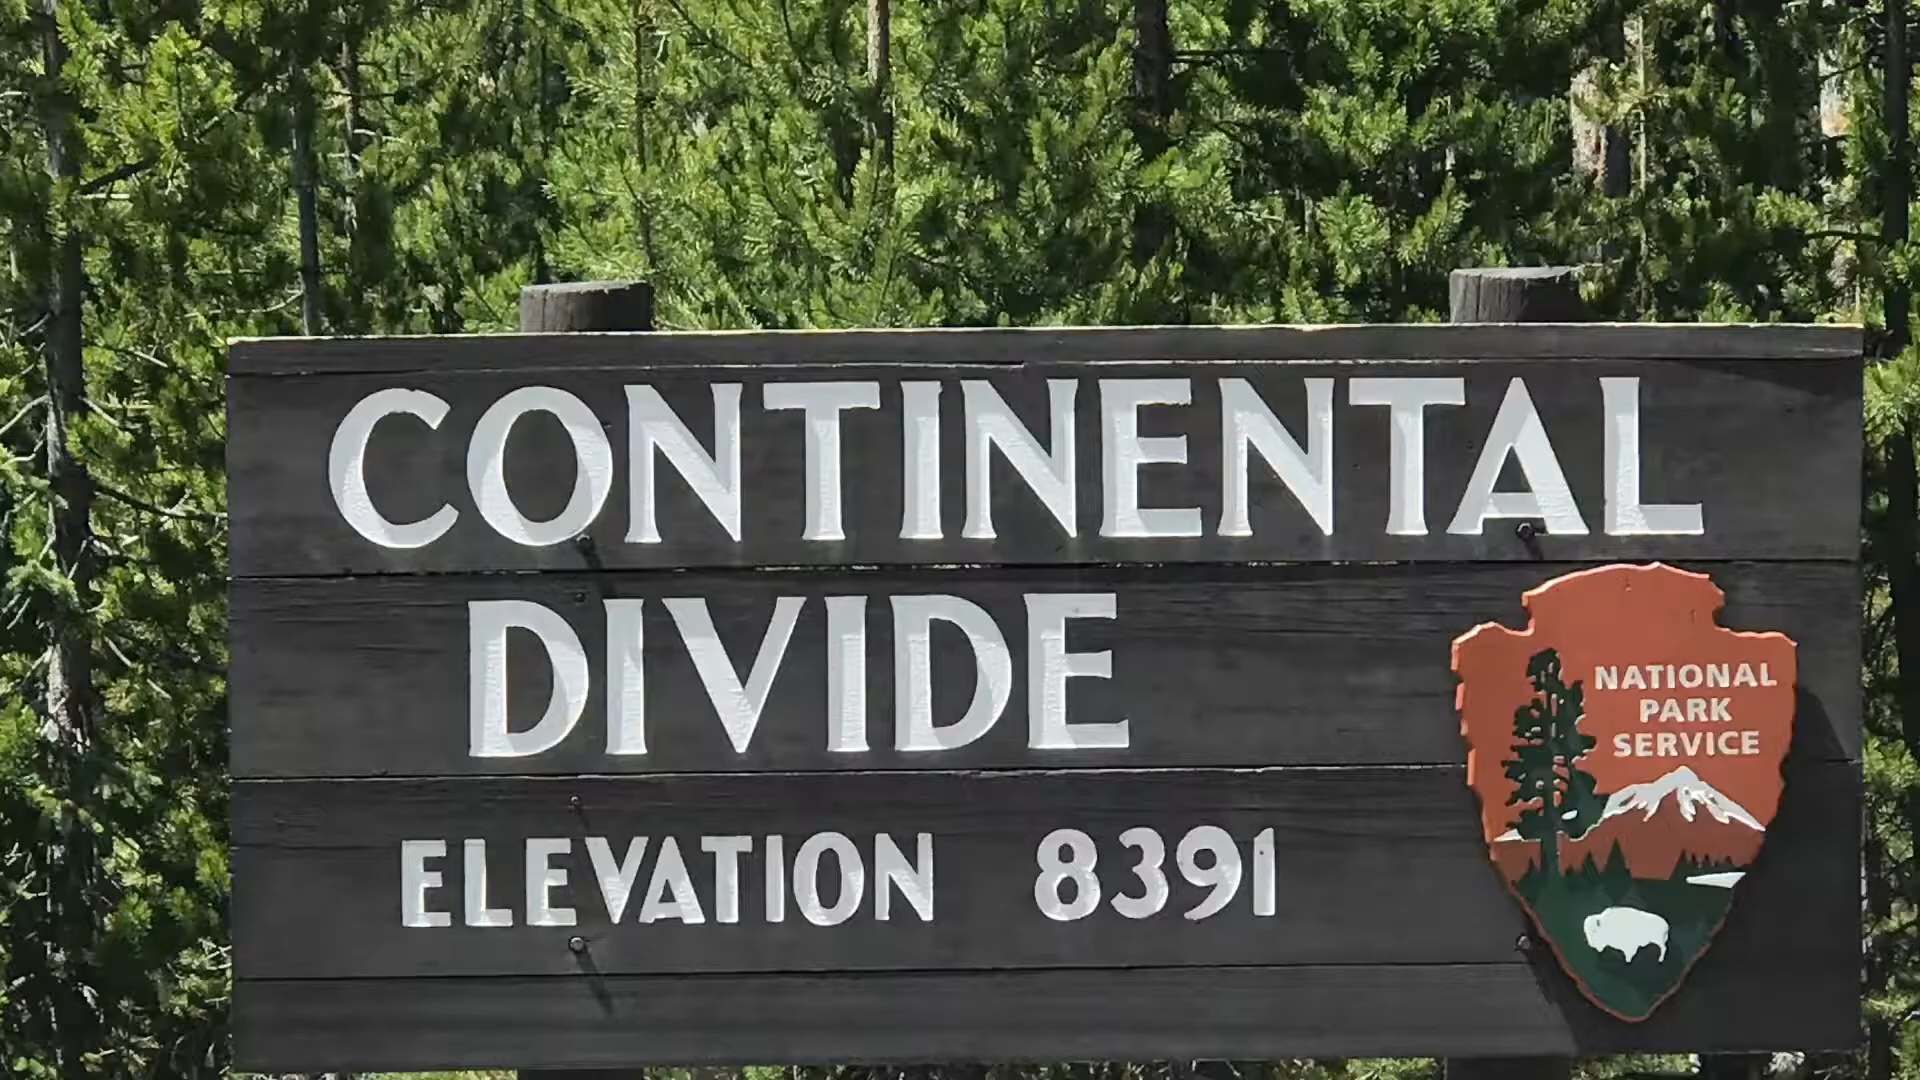 CONTINENTAL
DIVIDE
ELEVATION 8391
NATIONAL
PARK
SERVICE